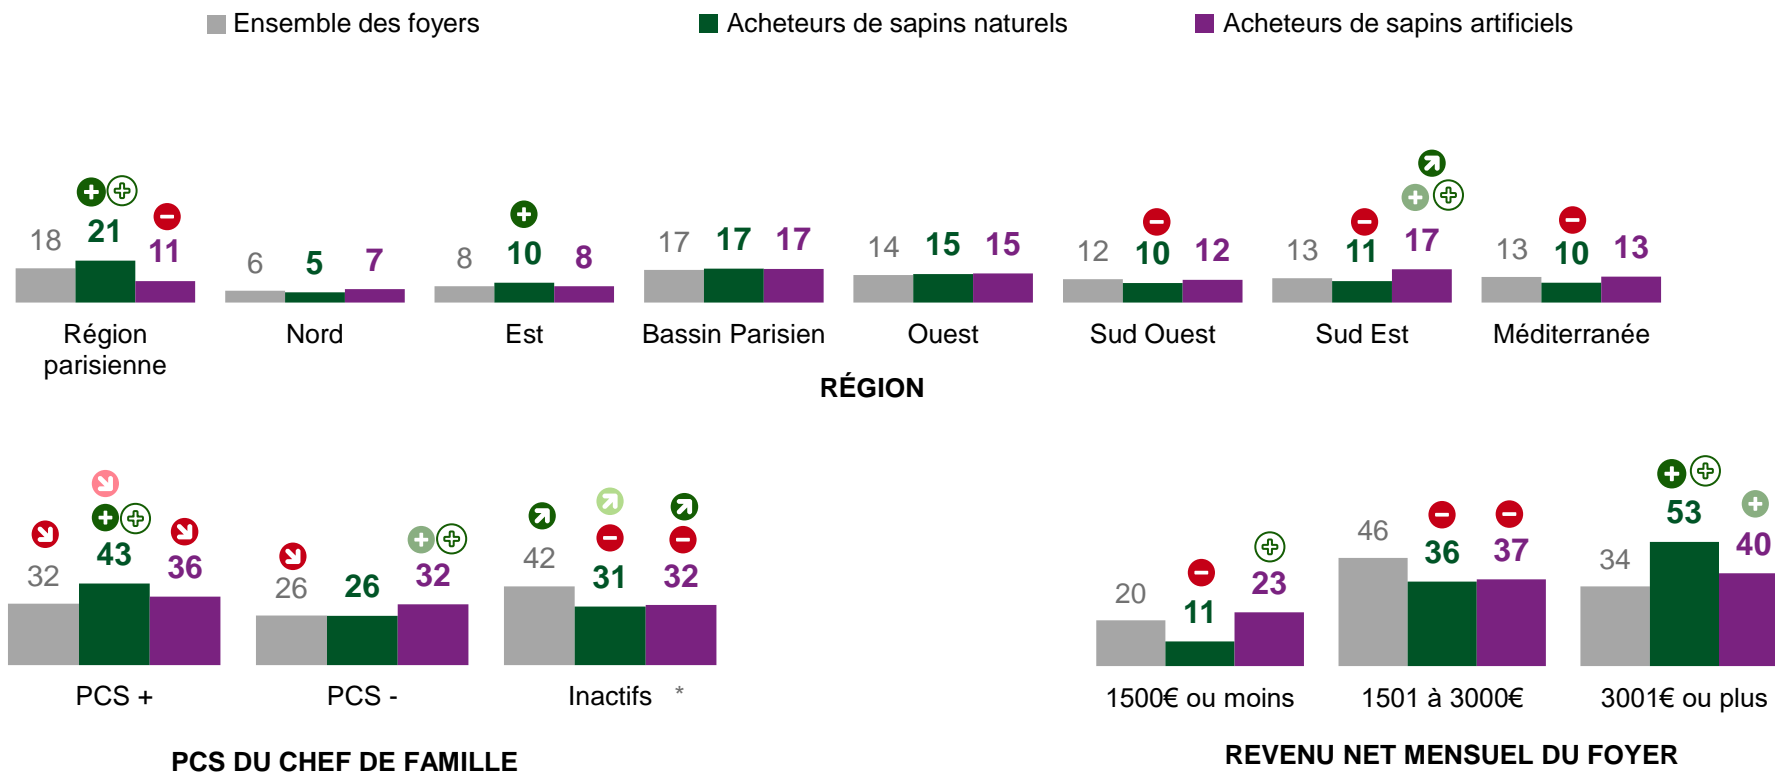 Ensemble des foyers Acheteurs de sapins naturels Acheteurs de sapins artificiels
18 21 11 6 5 7 8 10 8 17 17 17 14 15 15 12 10 12 13 11 17 13 10 13
Région parisienne Nord Est Bassin Parisien Ouest Sud Ouest Sud Est Méditerranée
RÉGION
32 43 36 26 26 32 42 31 32
PCS + PCS - Inactifs *
PCS DU CHEF DE FAMILLE
20 11 23 46 36 37 34 53 40
1500€ ou moins 1501 à 3000€ 3001€ ou plus
REVENU NET MENSUEL DU FOYER